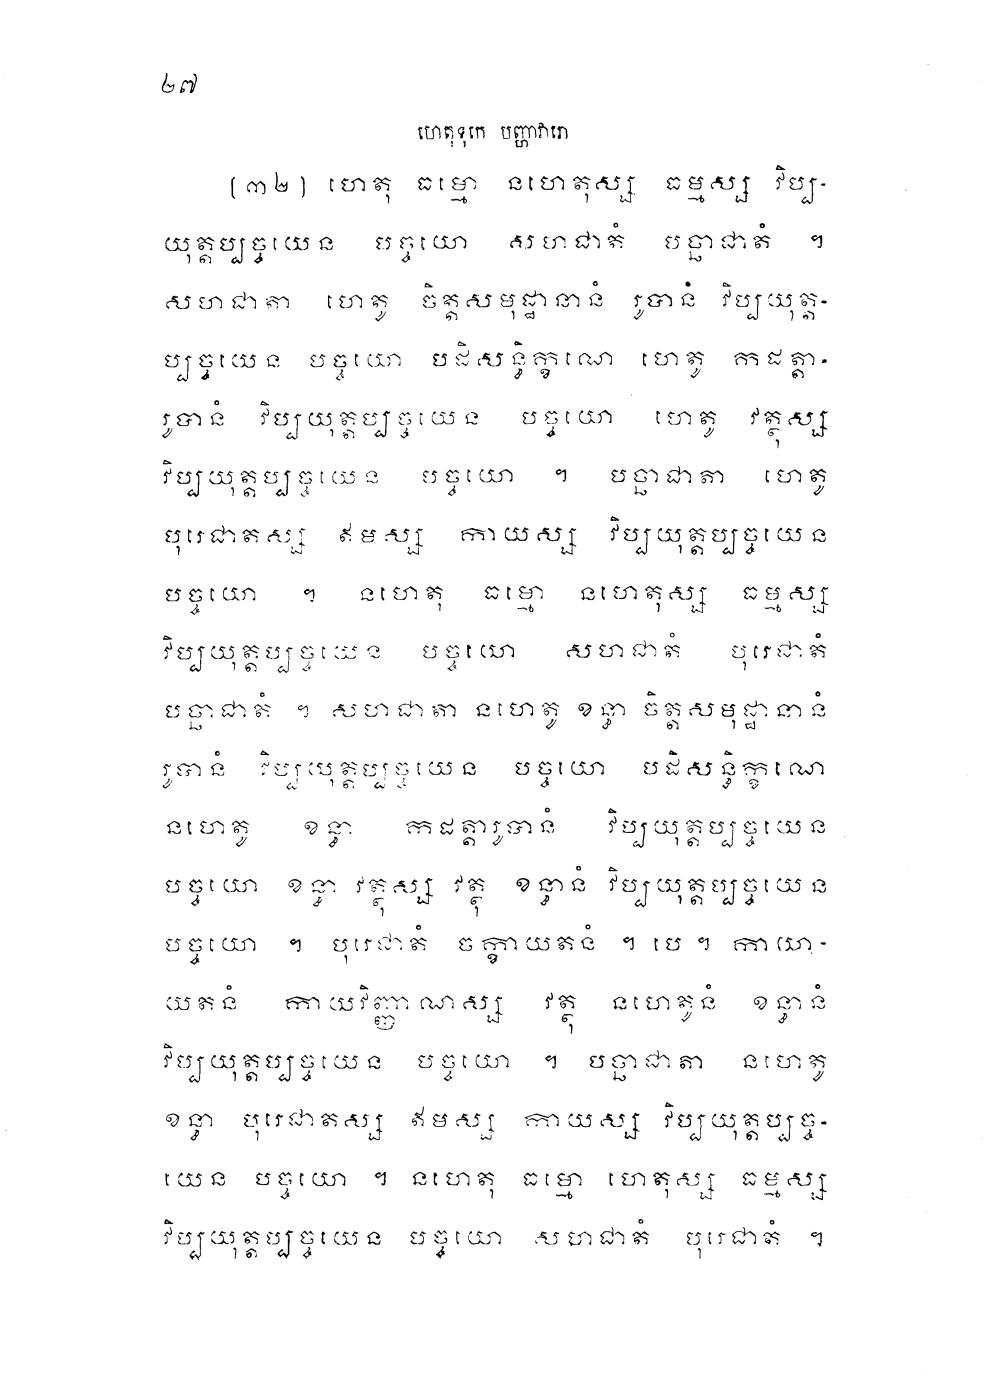 ២៧
ហេតុទុកេ បញ្ហាវារោ
(៣២) ហេតុ ធម្មោ នហេតុស្ស ធម្មស្ស វិប្ប-
យុត្តប្បច្ចយេន បច្ចយោ សហជាតំ បច្ឆាជាតំ ។
សហជាតា ហេតូ ចិត្តសមុដ្ឋានានំ រូបានំ វិប្បយុត្ត-
ប្បច្ចយេន បច្ចយោ បដិសន្ធិក្ខណេ ហេតូ កដត្តា-
រូបានំ វិប្បយុត្តប្បច្ចយេន បច្ចយោ ហេតូ វត្ថុស្ស
វិប្បយុត្តប្បច្ចយេន បច្ចយោ ។ បច្ឆាជាតា ហេតូ
បុរេជាតស្ស ឥមស្ស កាយស្ស វិប្បយុត្តប្បច្ចយេន
បច្ចយោ ។ នហេតុ ធម្មោ នហេតុស្ស ធម្មស្ស
វិប្បយុត្តប្បច្ចយេន បច្ចយោ សហជាតំ បុរេជាតំ
បច្ឆាជាតំ ។ សហជាតា នហេតូ ខន្ធា ចិត្តសមុដ្ឋានានំ
រូបានំ វិប្បយុត្តប្បច្ចយេន បច្ចយោ បដិសន្ធិក្ខណេ
នហេតូ ខន្ធា កដត្តារូបានំ វិប្បយុត្តប្បច្ចយេន
បច្ចយោ ខន្ធា វត្ថុស្ស វត្ថុ ខន្ធានំ វិប្បយុត្តប្បច្ចយេន
បច្ចយោ ។ បុរេជាតំ ចក្ខាយតនំ ។ បេ ។ កាយា-
យតនំ កាយវិញ្ញាណស្ស វត្ថុ នហេតូនំ ខន្ធានំ
វិប្បយុត្តប្បច្ចយេន បច្ចយោ ។ បច្ឆាជាតា នហេតូ
ខន្ធា បុរេជាតស្ស ឥមស្ស កាយស្ស វិប្បយុត្តប្បច្ច-
យេន បច្ចយោ ។ នហេតុ ធម្មោ ហេតុស្ស ធម្មស្ស
វិប្បយុត្តប្បច្ចយេន បច្ចយោ សហជាតំ បុរេជាតំ ។